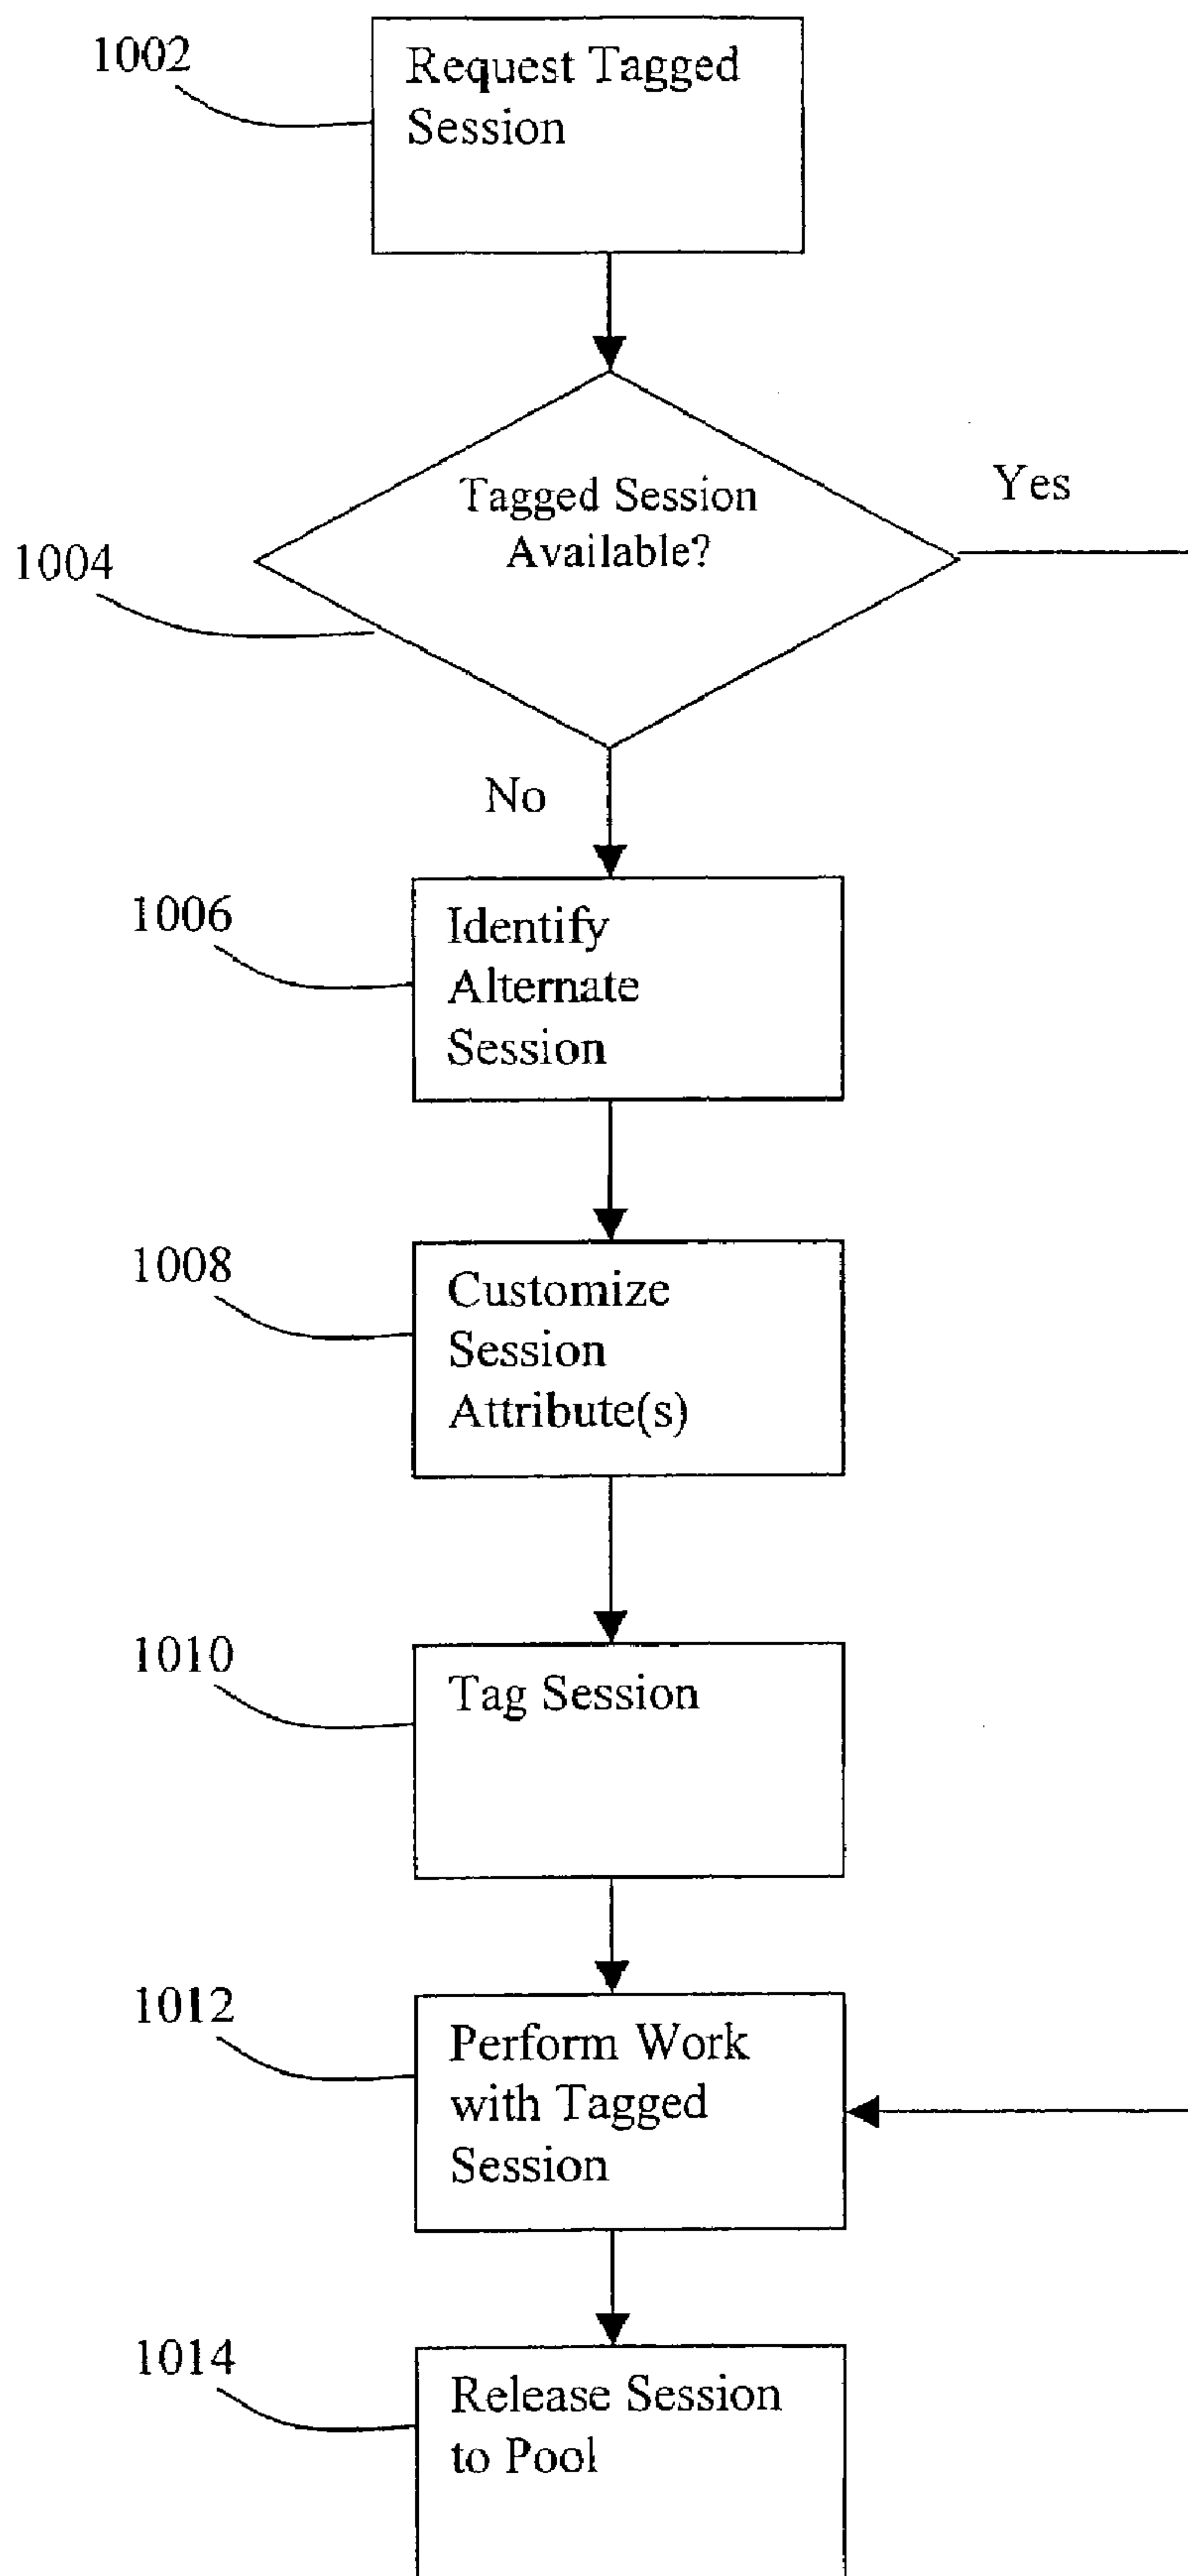 1002
Request Tagged
Session
Tagged Session
Available?
Yes
1004
No
1006
Identify
Alternate
Session
1008
Customize
Session
Attribute(s)
1010
Tag Session
1012
Perform Work
with Tagged
Session
1014
Release Session
to Pool